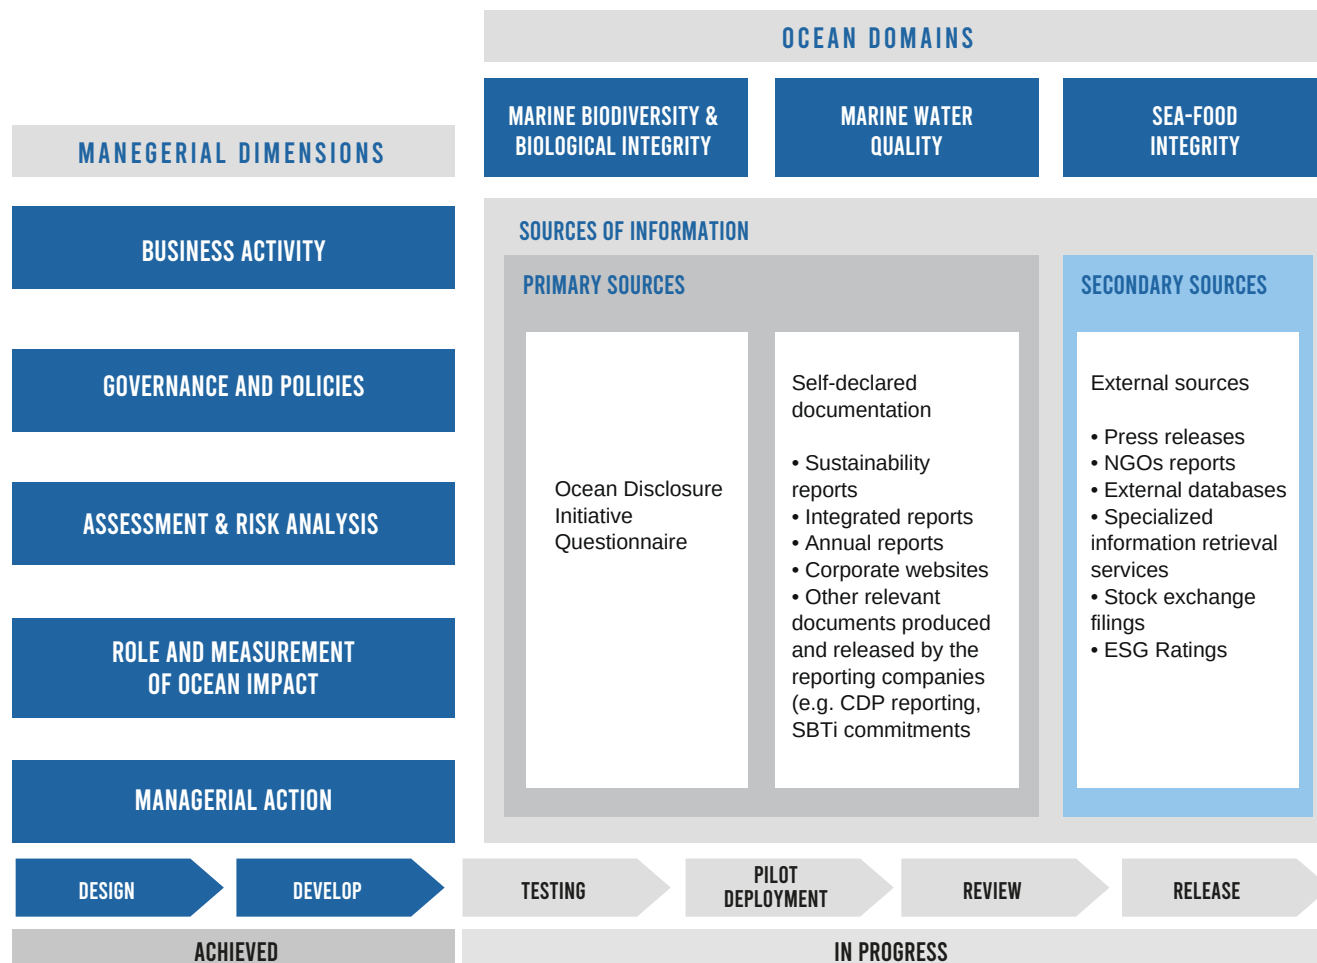 OCEAN DOMAINS
MARINE BIODIVERSITY &
BIOLOGICAL INTEGRITY
MARINE WATER
QUALITY
SEA-FOOD
INTEGRITY
MANEGERIAL DIMENSIONS
BUSINESS ACTIVITY
GOVERNANCE AND POLICIES
ASSESSMENT & RISK ANALYSIS
ROLE AND MEASUREMENT
OF OCEAN IMPACT
MANAGERIAL ACTION
SOURCES OF INFORMATION
PRIMARY SOURCES
Ocean Disclosure
Initiative
Questionnaire
Self-declared
documentation
• Sustainability
reports
• Integrated reports
• Annual reports
• Corporate websites
• Other relevant
documents produced
and released by the
reporting companies
(e.g. CDP reporting,
SBTi commitments
SECONDARY SOURCES
External sources
• Press releases
• NGOs reports
• External databases
• Specialized
information retrieval
services
• Stock exchange
filings
• ESG Ratings
DESIGN
DEVELOP
TESTING
PILOT
DEPLOYMENT
REVIEW
RELEASE
ACHIEVED
IN PROGRESS